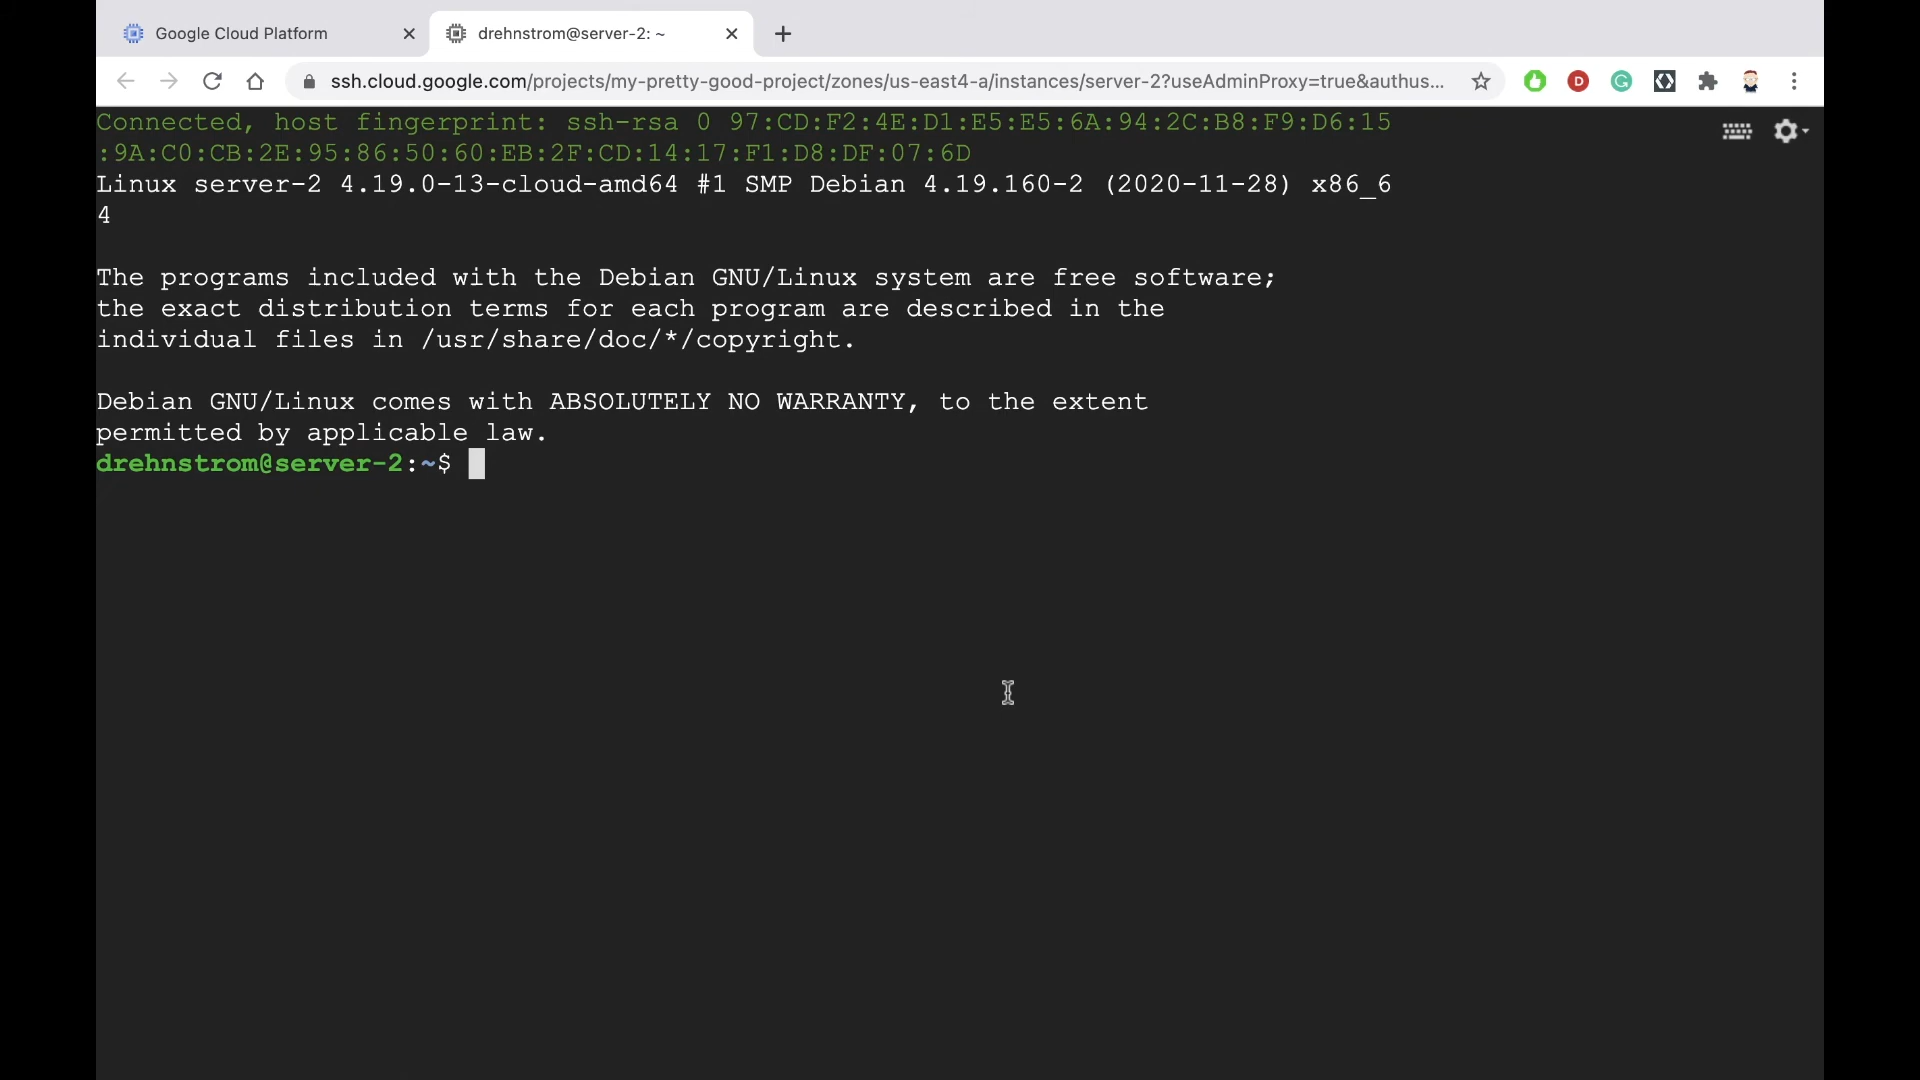 Google Cloud Platform
drehnstrom@server-2: ~
ssh.cloud.google.com/projects/my-pretty-good-project/zones/us-east4-a/instances/server-2?useAdminProxy=true&authus...
D
G
Connected, host fingerprint: ssh-rsa 0 97:CD:F2:4E:D1:E5:E5:6A:94:2C:B8:F9:D6:15
:9A:C0:CB:2E:95:86:50:60:EB:2F:CD:14:17:F1:D8:DF:07:6D
Linux server-2 4.19.0-13-cloud-amd64 #1 SMP Debian 4.19.160-2 (2020-11-28) x86_6
4
The programs included with the Debian GNU/Linux system are free software;
the exact distribution terms for each program are described in the
individual files in /usr/share/doc/*/copyright.
Debian GNU/Linux comes with ABSOLUTELY NO WARRANTY, to the extent
permitted by applicable law.
drehnstrom@server-2:~$